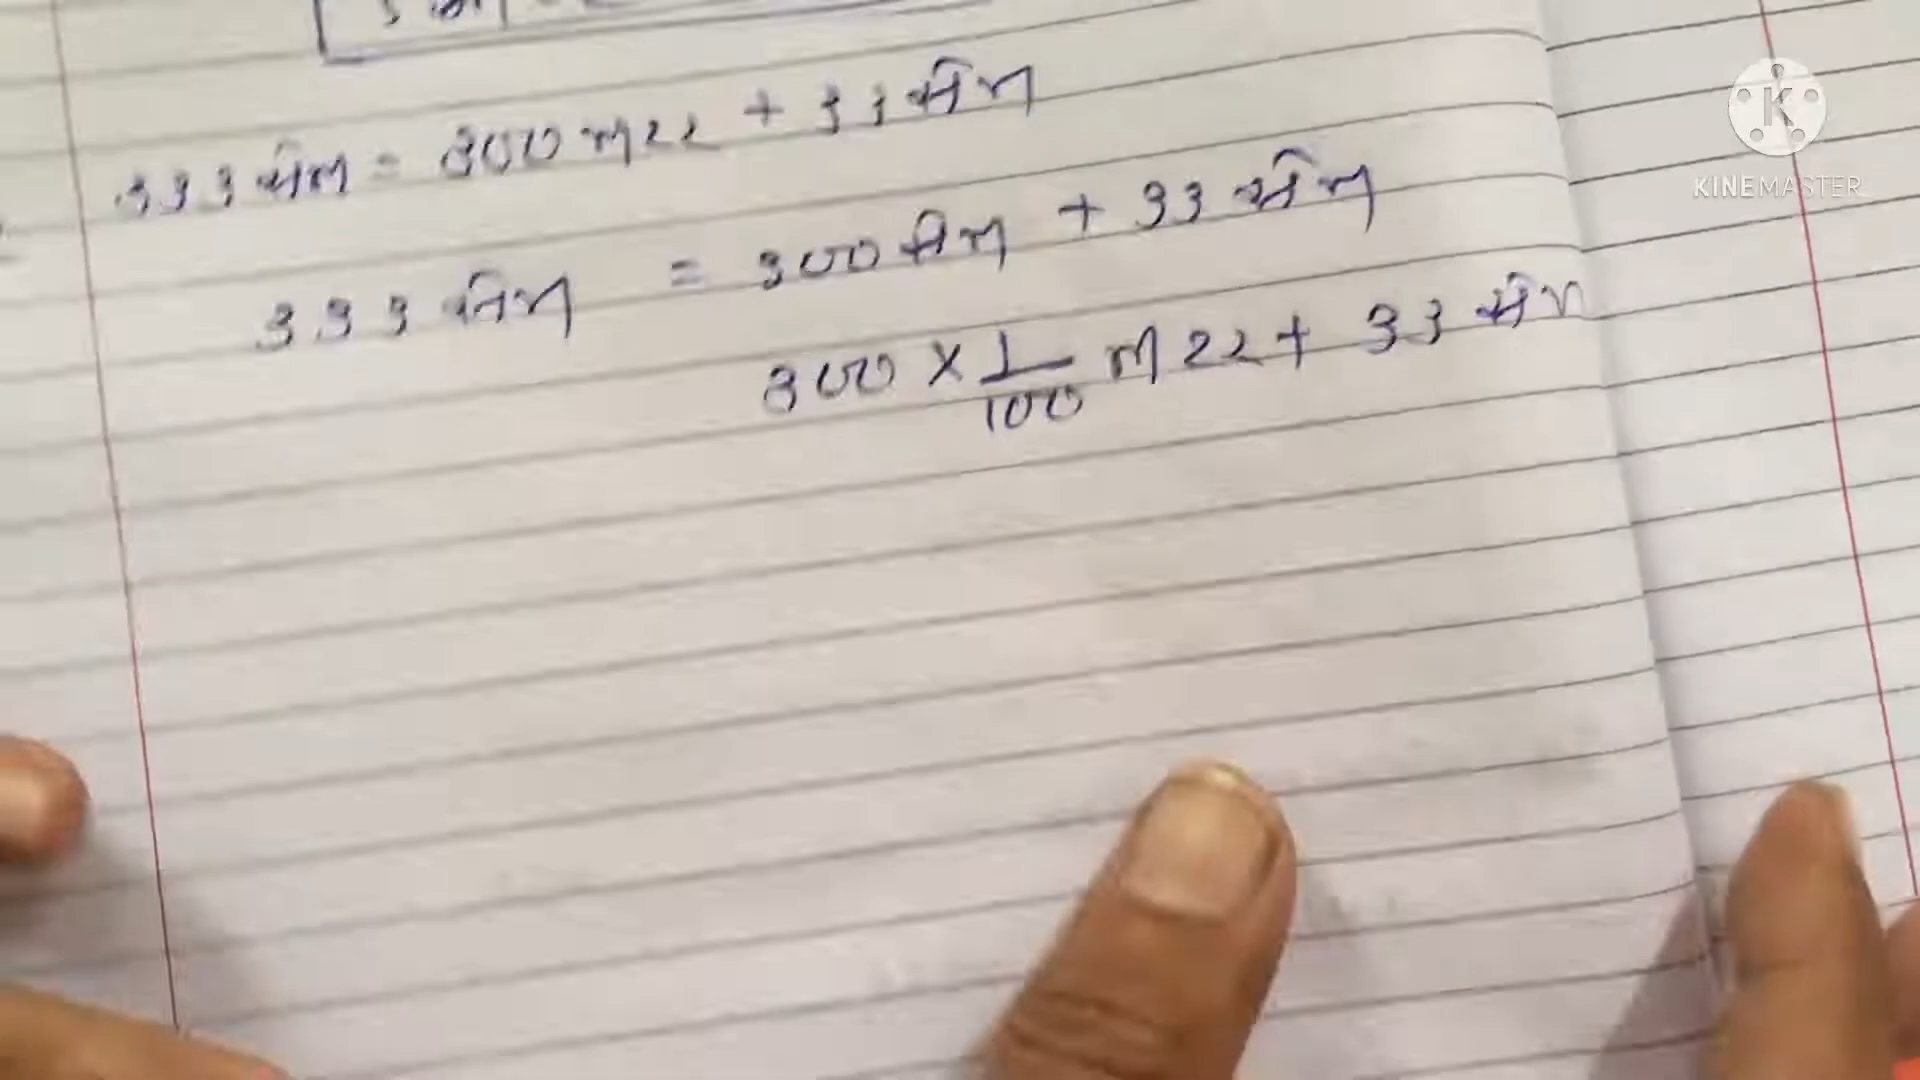 333 सेमी = 300 मीटर + 33 सेमी
333 सेमी = 300 सेमी + 33 सेमी
300 × 1/100 मीटर + 33 सेमी
KINEMASTER